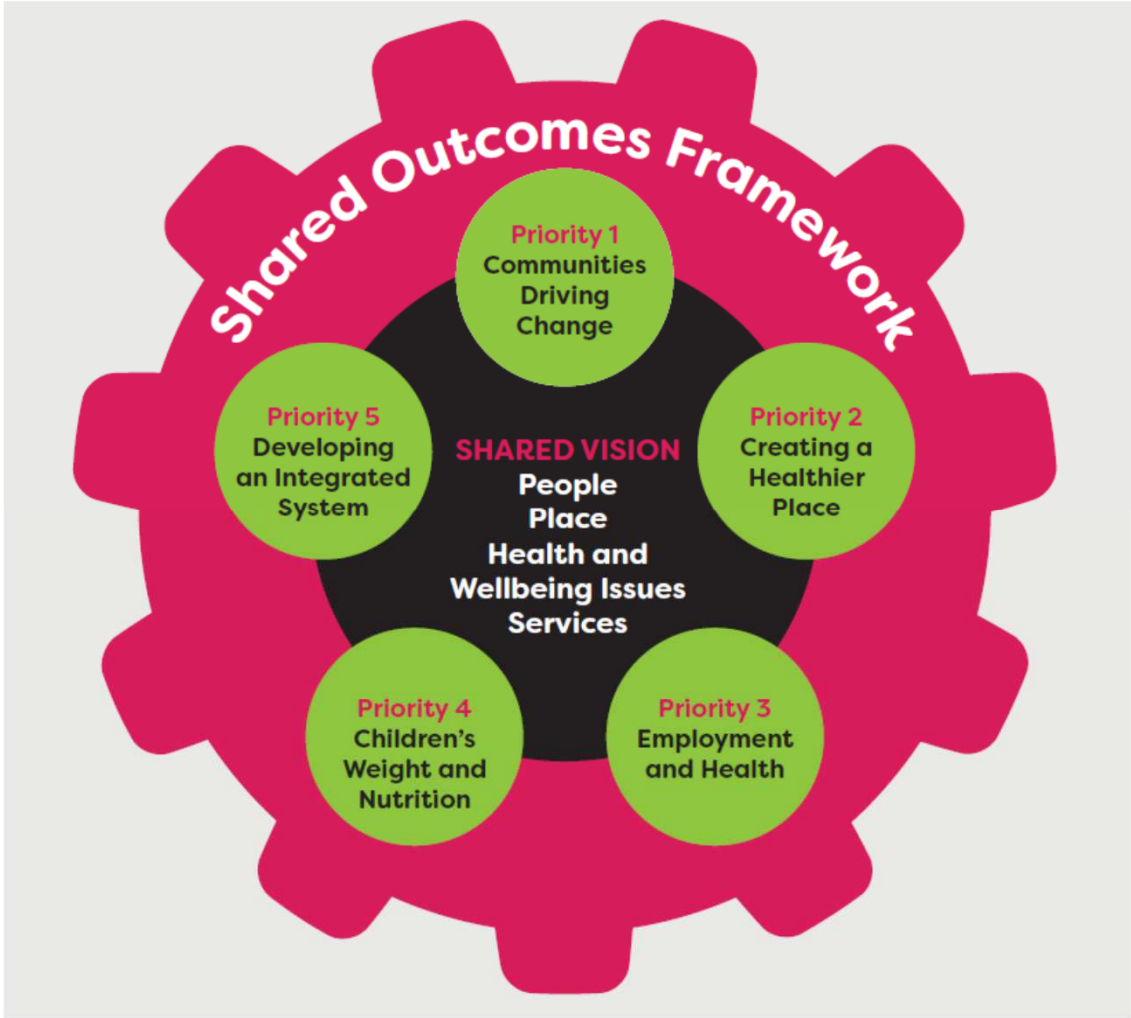 Shared Outcomes Framework
Priority 1
Communities
Driving
Change
Priority 5
Developing
an Integrated
System
SHARED VISION
People
Place
Health and
Wellbeing Issues
Services
Priority 2
Creating a
Healthier
Place
Priority 4
Children’s
Weight and
Nutrition
Priority 3
Employment
and Health